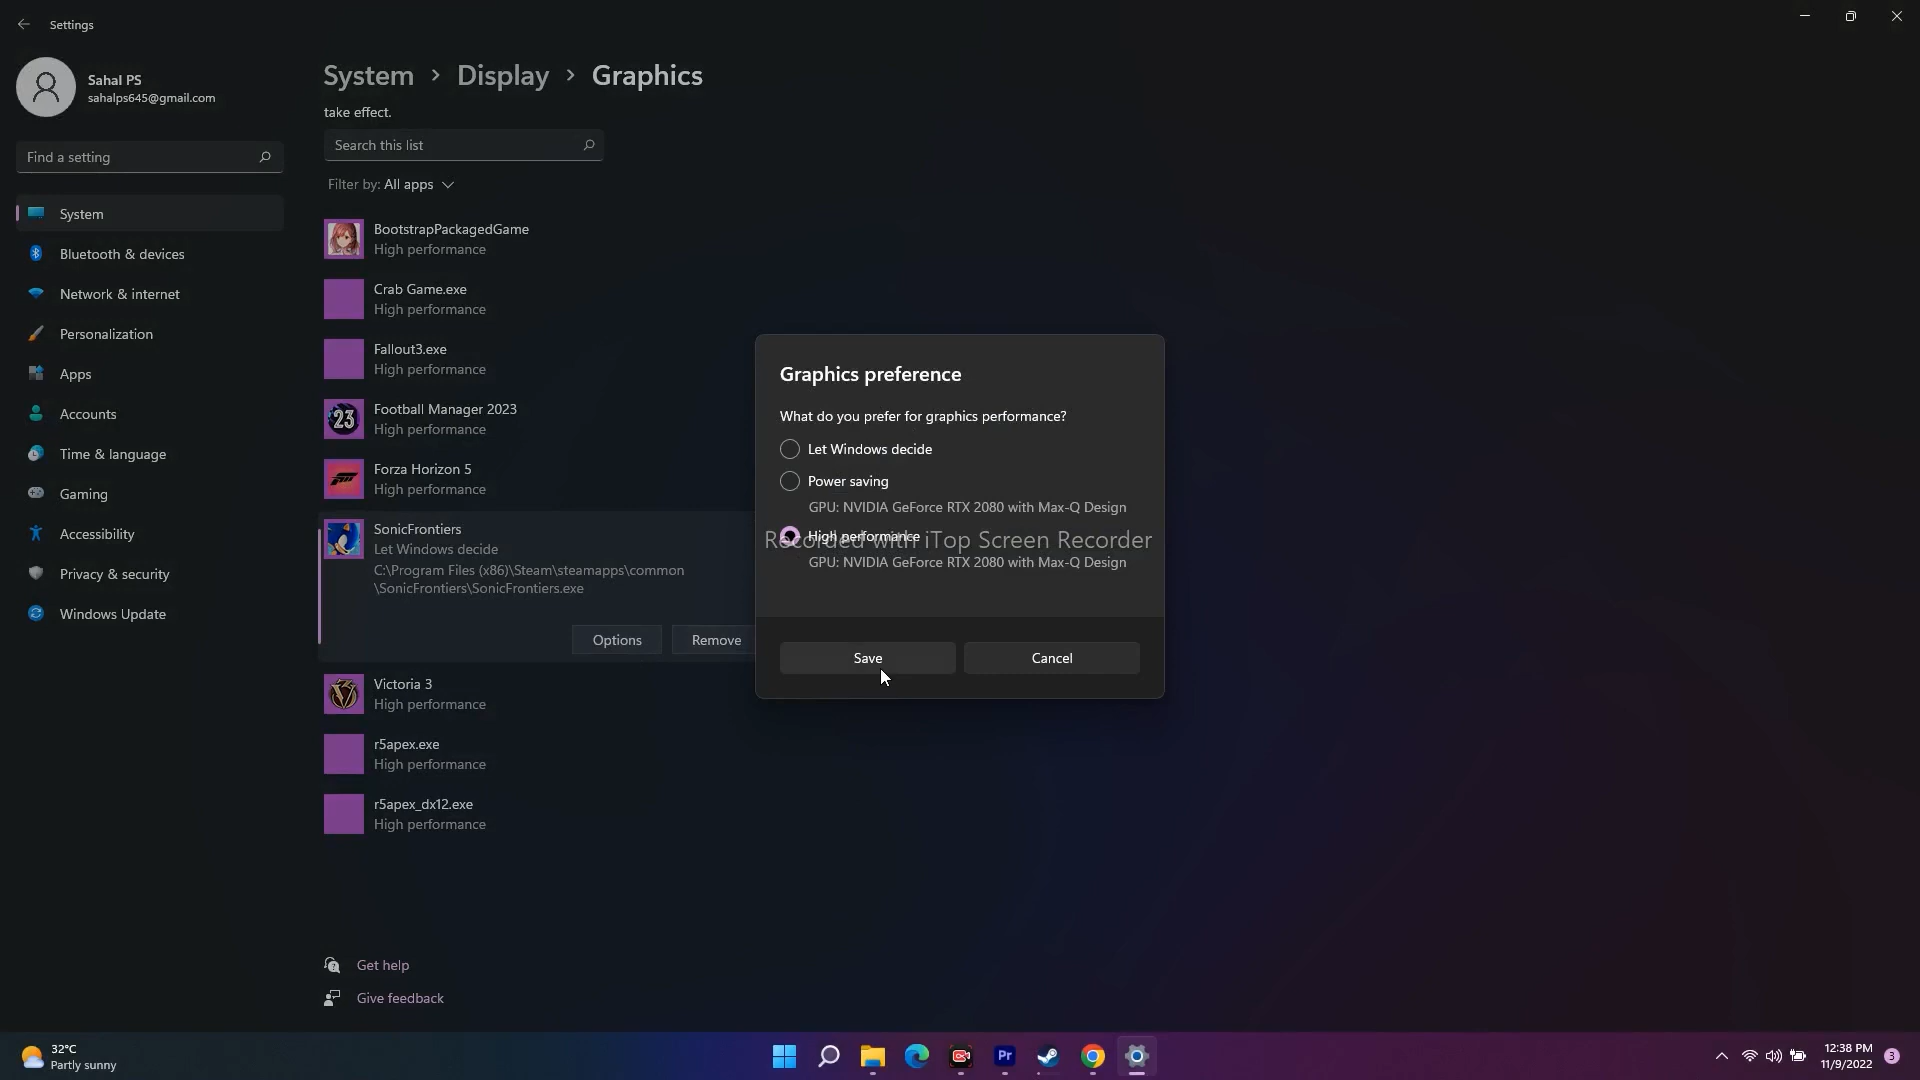 Settings
Sahal PS
sahalps645@gmail.com
Find a setting
System
Bluetooth & devices
Network & internet
Personalization
Apps
Accounts
Time & language
Gaming
Accessibility
Privacy & security
Windows Update
System > Display > Graphics
take effect.
Search this list
Filter by: All apps
BootstrapPackagedGame
High performance
Crab Game.exe
High performance
Fallout3.exe
High performance
23
Football Manager 2023
High performance
Forza Horizon 5
High performance
SonicFrontiers
Let Windows decide
C:\Program Files (x86)\Steam\steamapps\common
\SonicFrontiers\SonicFrontiers.exe
Options
Remove
Victoria 3
High performance
r5apex.exe
High performance
r5apex_dx12.exe
High performance
Get help
Give feedback
Graphics preference
What do you prefer for graphics performance?
Let Windows decide
Power saving
GPU: NVIDIA GeForce RTX 2080 with Max-Q Design
High performance
Recorded with iTop Screen Recorder
GPU: NVIDIA GeForce RTX 2080 with Max-Q Design
Save
Cancel
32°C
Partly sunny
Pr
12:38 PM
11/9/2022
3